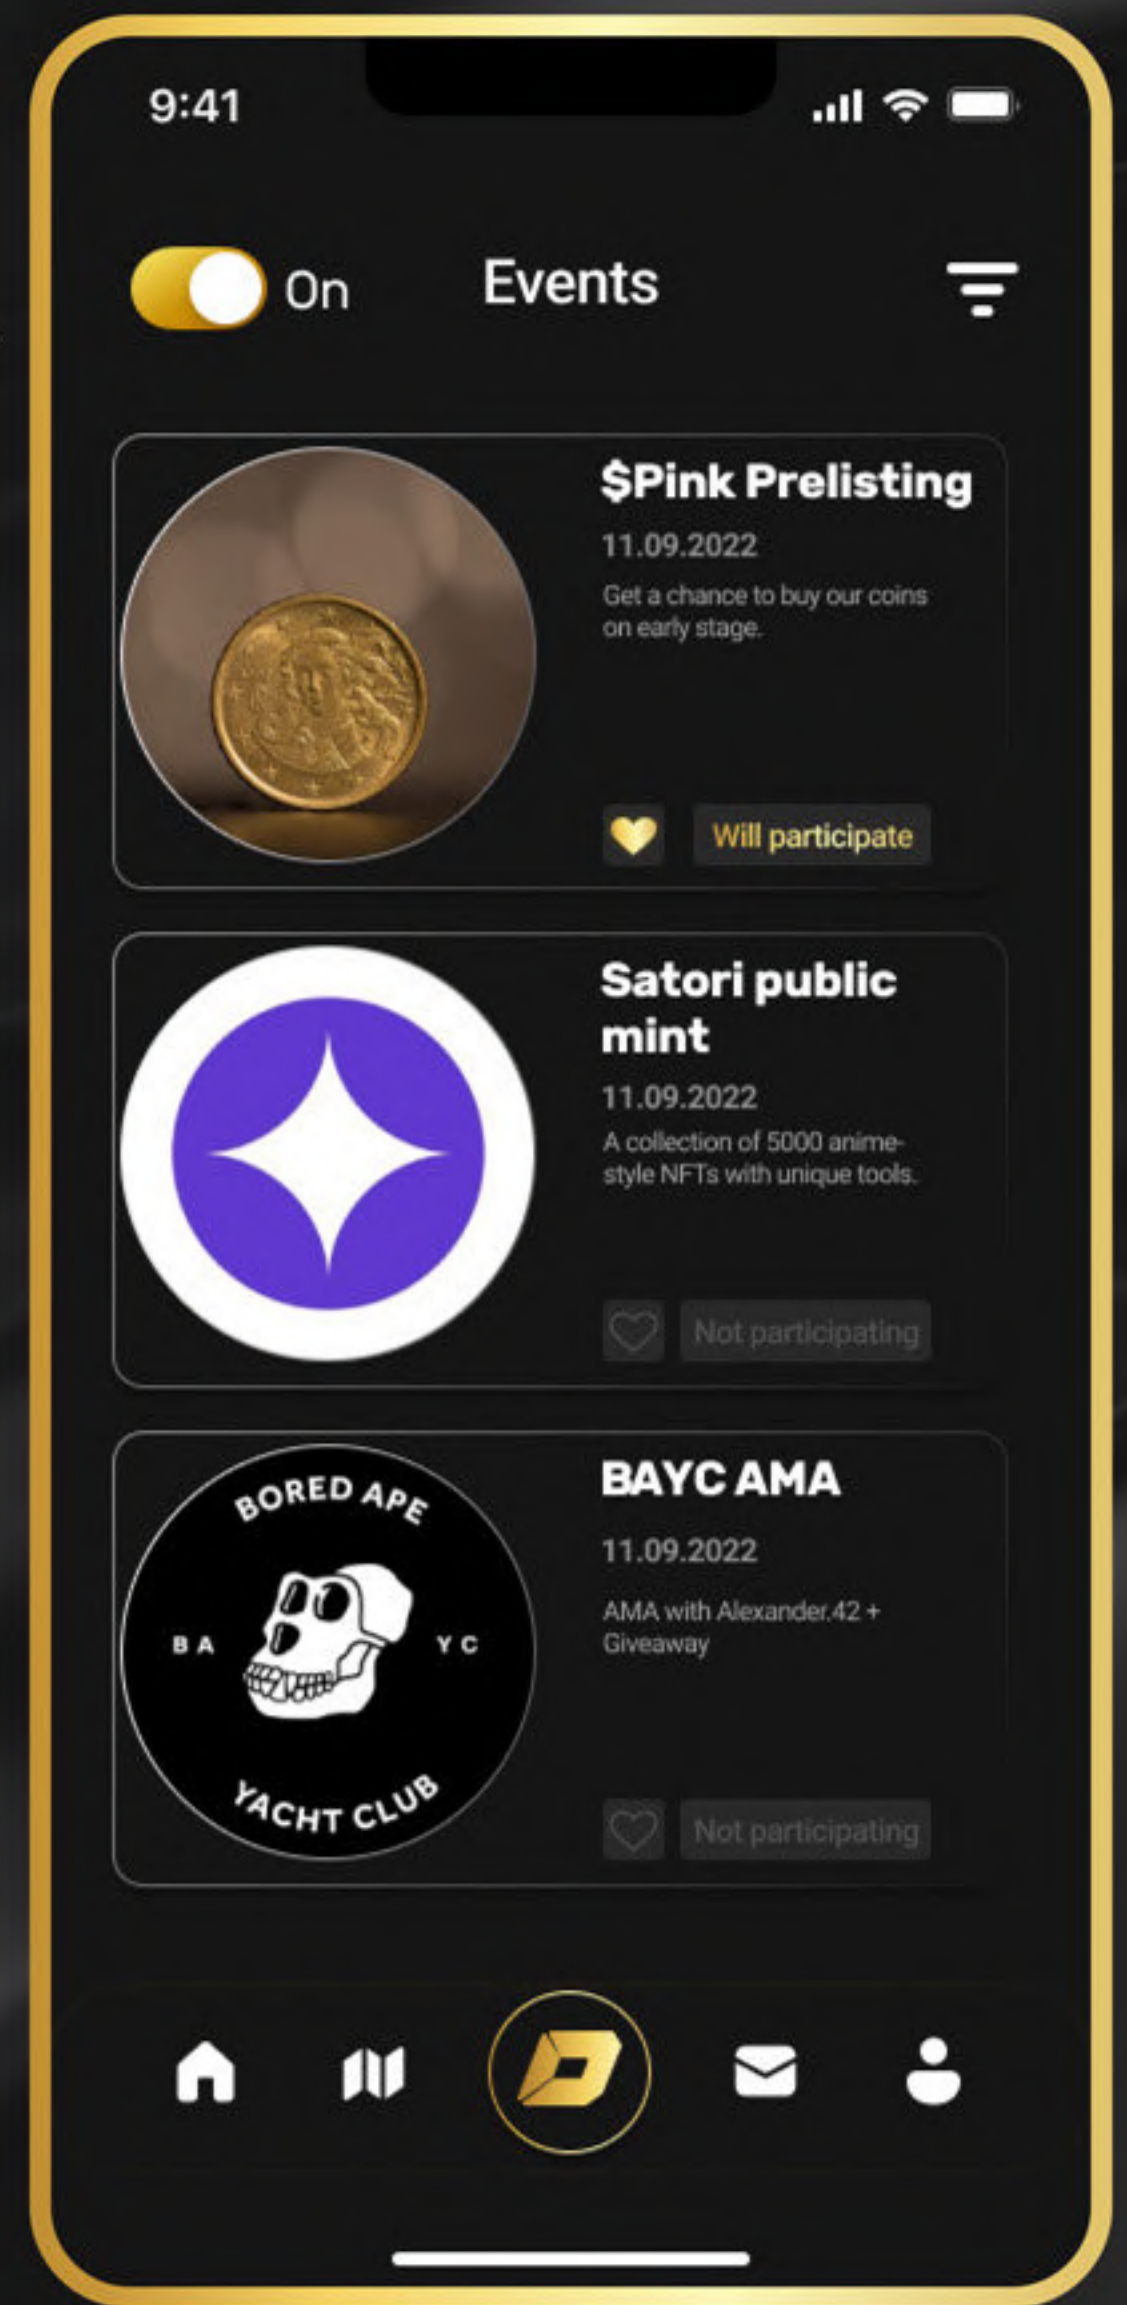 9:41
On
Events
$Pink Prelisting
11.09.2022
Get a chance to buy our coins
on early stage.
Will participate
Satori public
mint
11.09.2022
A collection of 5000 anime-
style NFTs with unique tools.
Not participating
BORED APE
BA YC
YACHT CLUB
BAYC AMA
11.09.2022
AMA with Alexander.42 +
Giveaway
Not participating